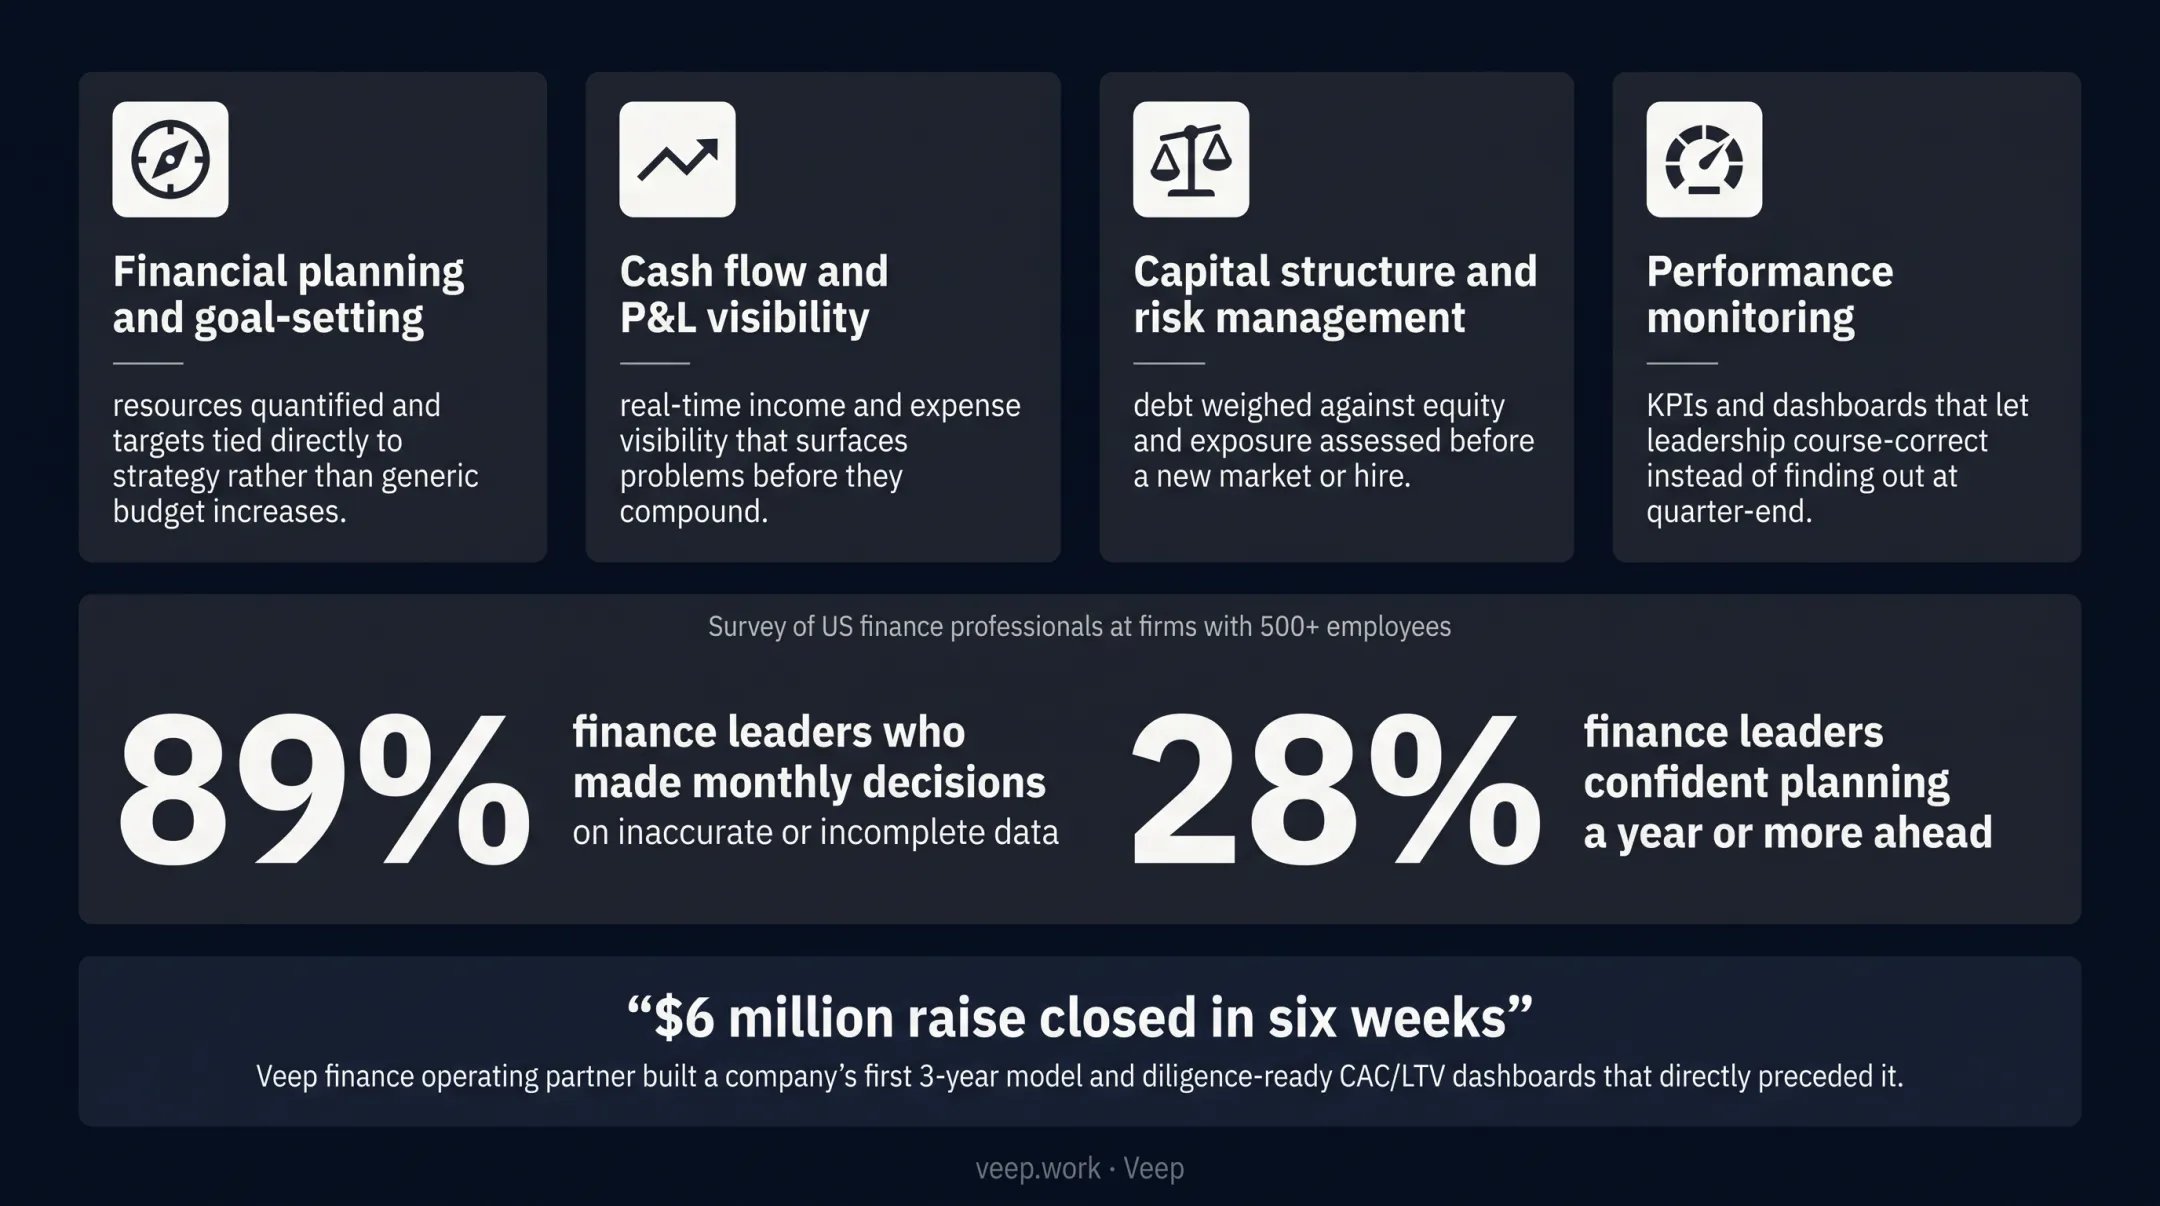 Financial planning
and goal-setting
resources quantified and
targets tied directly to
strategy rather than generic
budget increases.
Cash flow and
P&L visibility
real-time income and expense
visibility that surfaces
problems before they
compound.
Capital structure and
risk management
debt weighed against equity
and exposure assessed before
a new market or hire.
Performance
monitoring
KPIs and dashboards that let
leadership course-correct
instead of finding out at
quarter-end.
Survey of US finance professionals at firms with 500+ employees
89%
finance leaders who
made monthly decisions
on inaccurate or incomplete data
28%
finance leaders
confident planning
a year or more ahead
“$6 million raise closed in six weeks”
Veep finance operating partner built a company’s first 3-year model and diligence-ready CAC/LTV dashboards that directly preceded it.
veep.work · Veep